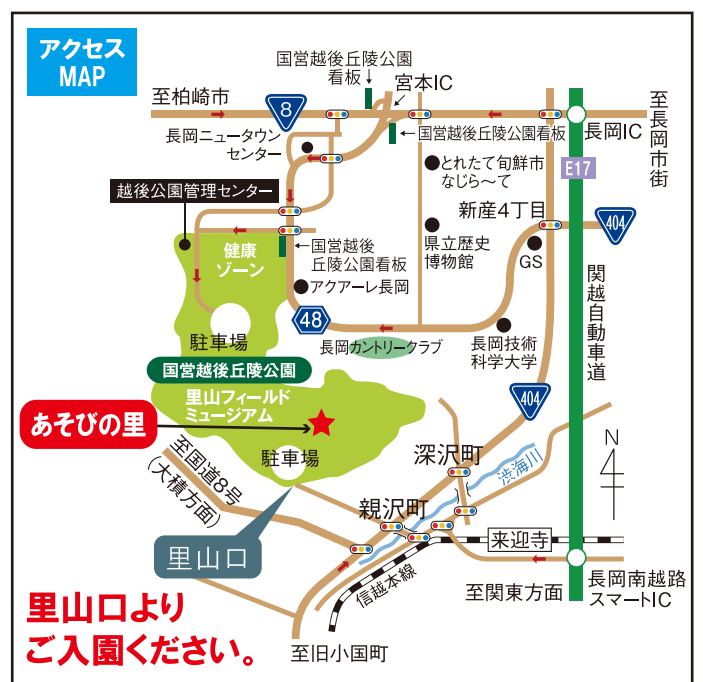 アクセス
MAP
国営越後丘陵公園
看板
宮本IC
至柏崎市
8
長岡ニュータウン
センター
国営越後丘陵公園看板
長岡IC
至長岡市街
E17
とれたて旬鮮市
なじら〜て
越後公園管理センター
新産4丁目
404
健康
ゾーン
国営越後
丘陵公園看板
県立歴史
博物館
GS
アクアーレ長岡
関越自動車道
48
駐車場
長岡カントリークラブ
長岡技術
科学大学
国営越後丘陵公園
里山フィールド
ミュージアム
404
あそびの里
至国道8号
(大積方面)
駐車場
深沢町
渋海川
N
親沢町
里山口
来迎寺
信越本線
至関東方面
長岡南越路
スマートIC
里山口より
ご入園ください。
至旧小国町